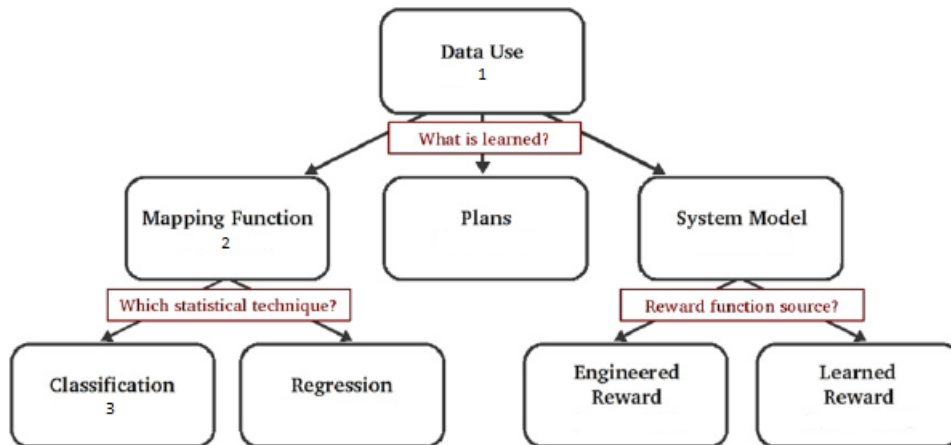 Data Use
1
What is learned?
Mapping Function
2
Plans
System Model
Which statistical technique?
Reward function source?
Classification
3
Regression
Engineered
Reward
Learned
Reward